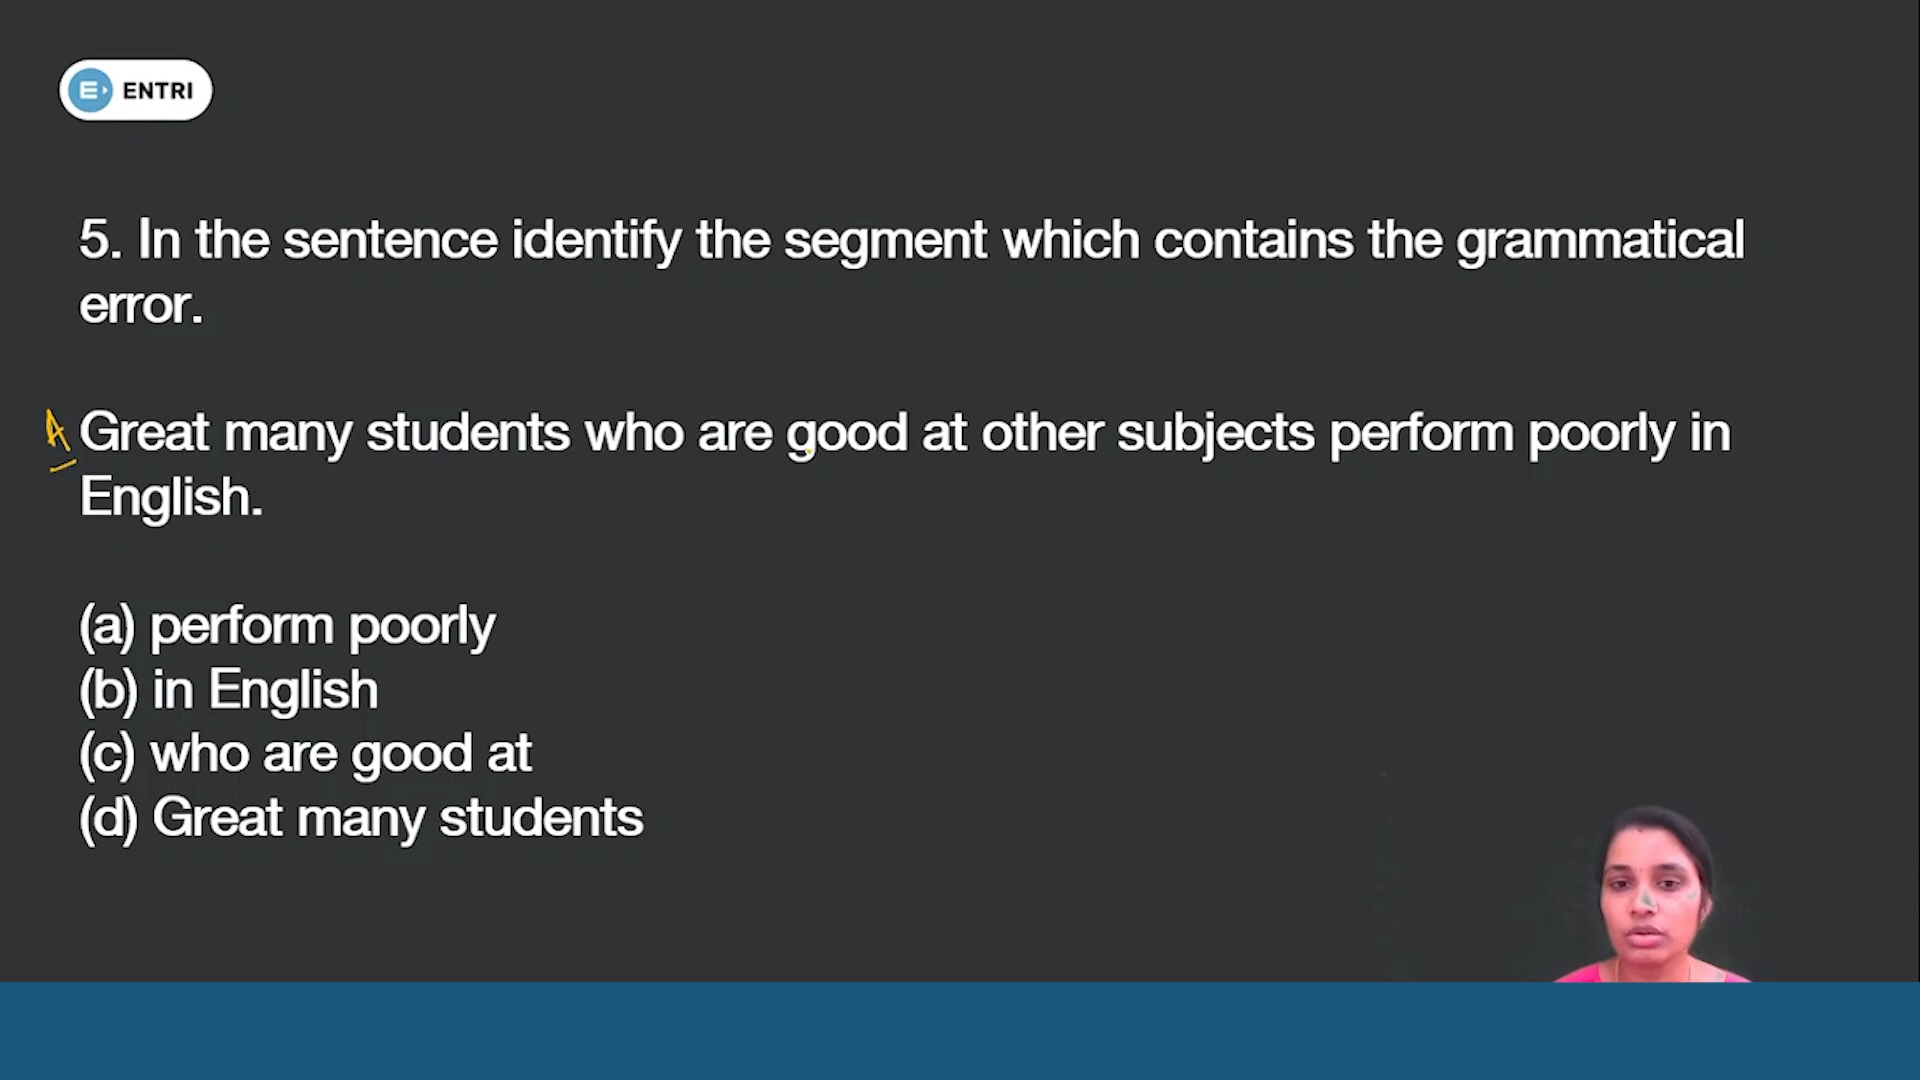 ENTRI
5. In the sentence identify the segment which contains the grammatical
error.
A Great many students who are good at other subjects perform poorly in
English.
(a) perform poorly
(b) in English
(c) who are good at
(d) Great many students